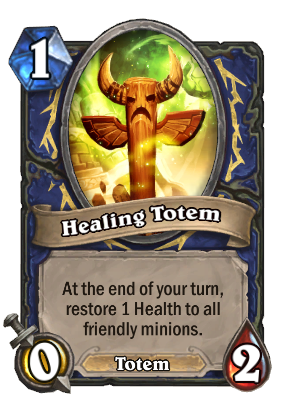 1
Healing Totem
At the end of your turn,
restore 1 Health to all
friendly minions.
0
Totem
2